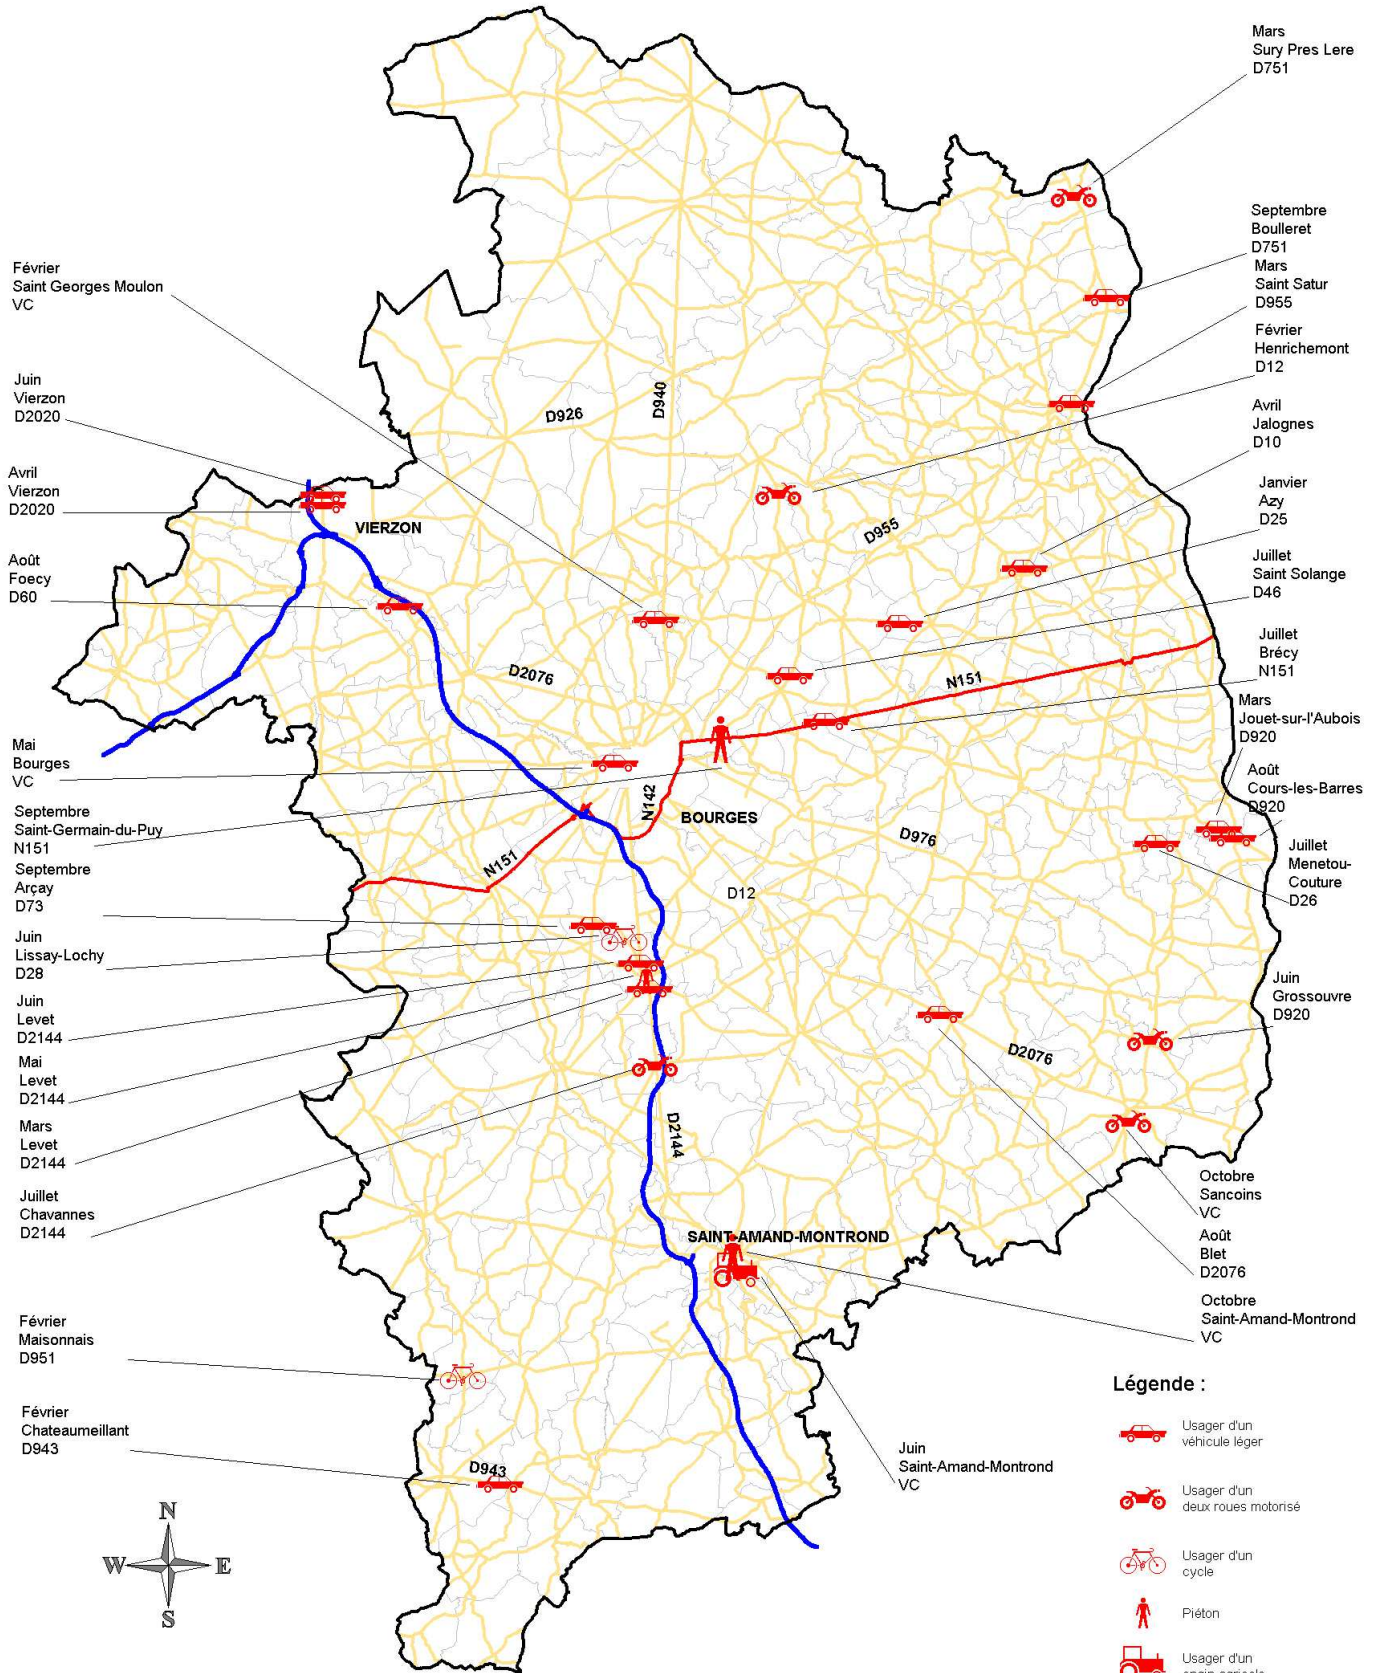 Mars
Sury Pres Lere
D751
Septembre
Boulleret
D751
Mars
Saint Satur
D955
Février
Henrichemont
D12
Avril
Jalognes
D10
Janvier
Azy
D25
Juillet
Saint Solange
D46
Juillet
Brécy
N151
Mars
Jouet-sur-l'Aubois
D920
Août
Cours-les-Barres
D920
Juillet
Menetou-
Couture
D26
Juin
Grossouvre
D920
Octobre
Sancoins
VC
Août
Blet
D2076
Octobre
Saint-Amand-Montrond
VC
Juin
Saint-Amand-Montrond
VC
Février
Saint Georges Moulon
VC
Juin
Vierzon
D2020
Avril
Vierzon
D2020
Août
Foecy
D60
Mai
Bourges
VC
Septembre
Saint-Germain-du-Puy
N151
Septembre
Arçay
D73
Juin
Lissay-Lochy
D28
Juin
Levet
D2144
Mai
Levet
D2144
Mars
Levet
D2144
Juillet
Chavannes
D2144
Février
Maisonnais
D951
Février
Chateaumeillant
D943
D926
D940
D955
VIERZON
D2076
N151
N142
BOURGES
D976
N151
D12
D2076
D2144
SAINT-AMAND-MONTROND
D943
N
W
E
S
Légende :
Usager d'un
véhicule léger
Usager d'un
deux roues motorisé
Usager d'un
cycle
Piéton
Usager d'un
engin agricole